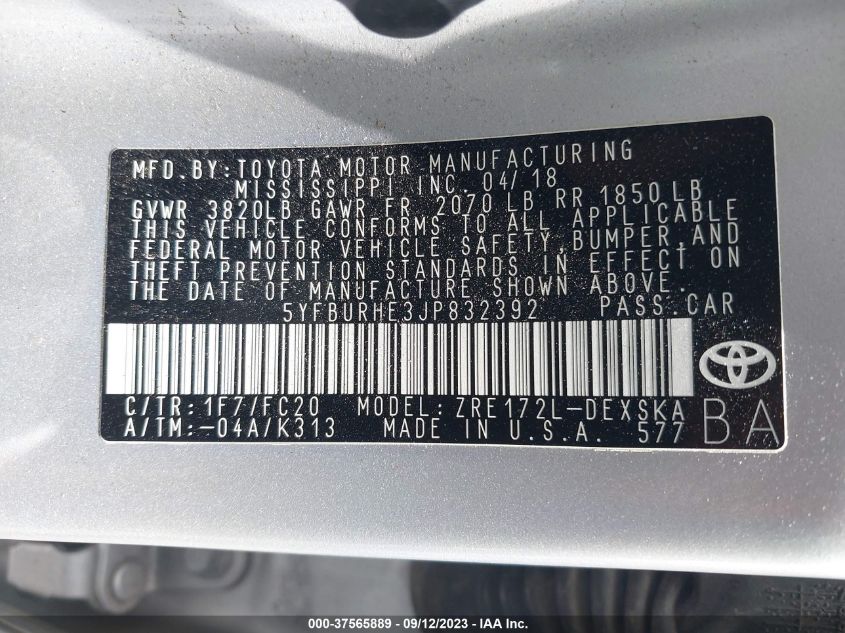 MFD.BY:TOYOTA MOTOR MANUFACTURING
MISSISSIPPI INC. 04/18
GVWR 3820LB GAWR FR 2070 LB RR 1850 LB
THIS VEHICLE CONFORMS TO ALL APPLICABLE
FEDERAL MOTOR VEHICLE SAFETY, BUMPER, AND
THEFT PREVENTION STANDARDS IN EFFECT ON
THE DATE OF MANUFACTURE SHOWN ABOVE.
5YFBURHE3JP832392 PASS.CAR
C/TR: 1F7/FC20 MODEL: ZRE172L-DEXSKA
A/TM:-04A/K313 MADE IN U.S.A. 577
BA
000-37565889 - 09/12/2023 - IAA Inc.